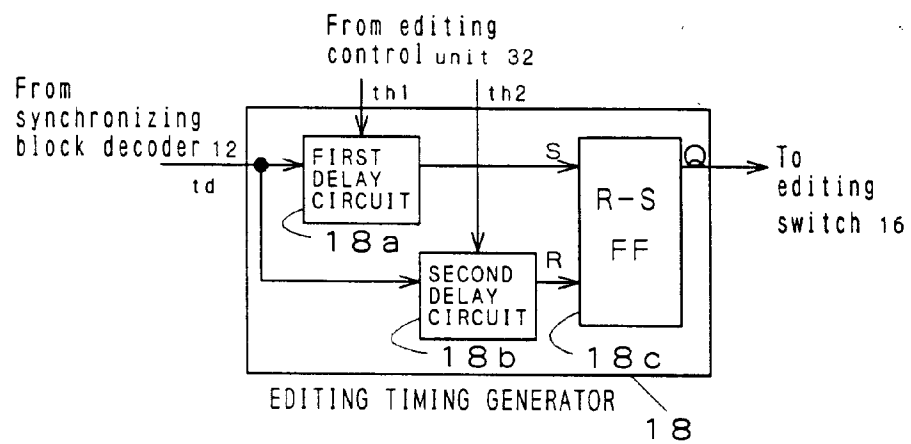 From editing
control unit 32
th1
th2
From
synchronizing
block decoder 12
td
FIRST
DELAY
CIRCUIT
18a
S
R-S
FF
Q
To
editing
switch 16
SECOND
DELAY
CIRCUIT
18b
R
18c
EDITING TIMING GENERATOR
18